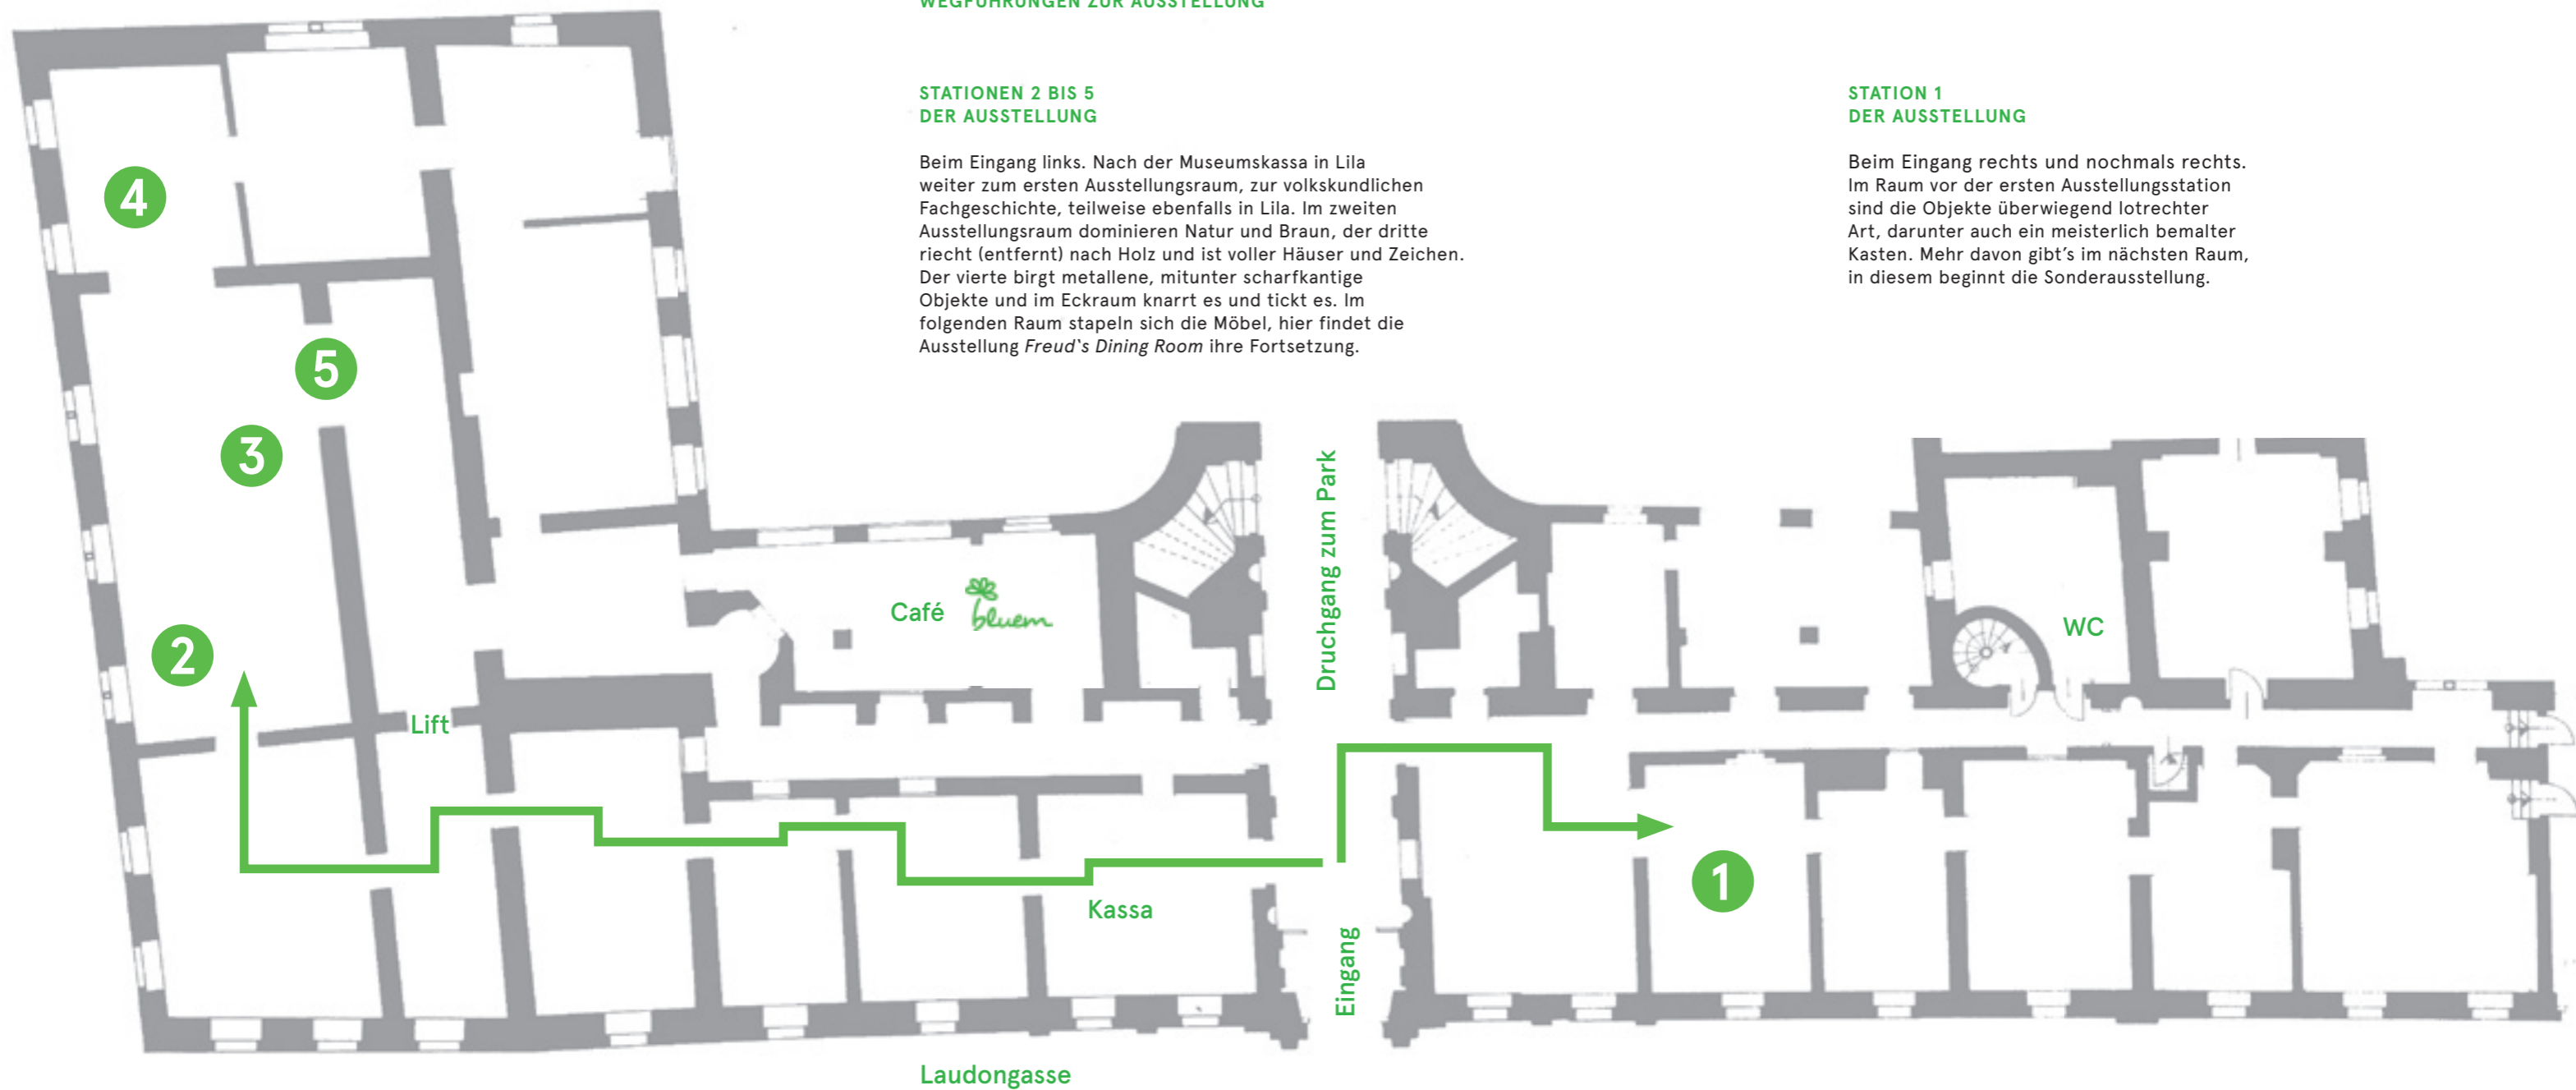 WEGFÜHRUNGEN ZUR AUSSTELLUNG
STATIONEN 2 BIS 5
DER AUSSTELLUNG
Beim Eingang links. Nach der Museumskassa in Lila
weiter zum ersten Ausstellungsraum, zur volkskundlichen
Fachgeschichte, teilweise ebenfalls in Lila. Im zweiten
Ausstellungsraum dominieren Natur und Braun, der dritte
riecht (entfernt) nach Holz und ist voller Häuser und Zeichen.
Der vierte birgt metallene, mitunter scharfkantige
Objekte und im Eckraum knarrt es und tickt es. Im
folgenden Raum stapeln sich die Möbel, hier findet die
Ausstellung Freud‘s Dining Room ihre Fortsetzung.
STATION 1
DER AUSSTELLUNG
Beim Eingang rechts und nochmals rechts.
Im Raum vor der ersten Ausstellungsstation
sind die Objekte überwiegend lotrechter
Art, darunter auch ein meisterlich bemalter
Kasten. Mehr davon gibt’s im nächsten Raum,
in diesem beginnt die Sonderausstellung.
4
5
3
2
Lift
Café
bluem
Druchgang zum Park
WC
1
Kassa
Eingang
Laudongasse